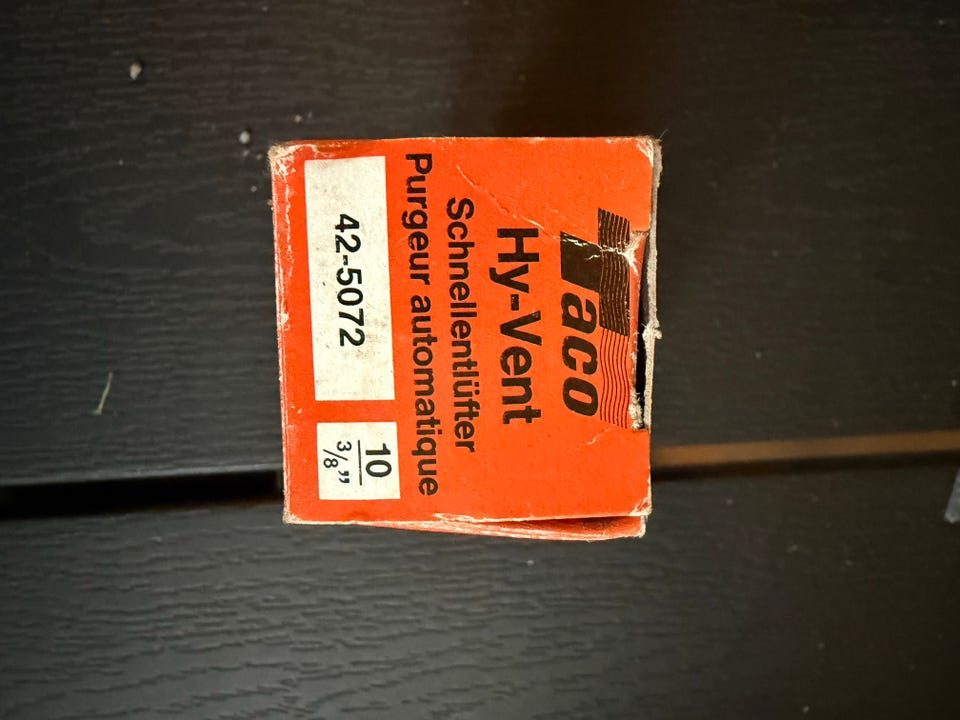 Taco
Hy-Vent
Schnellentlüfter
Purgeur automatique
42-5072
10
3/8"